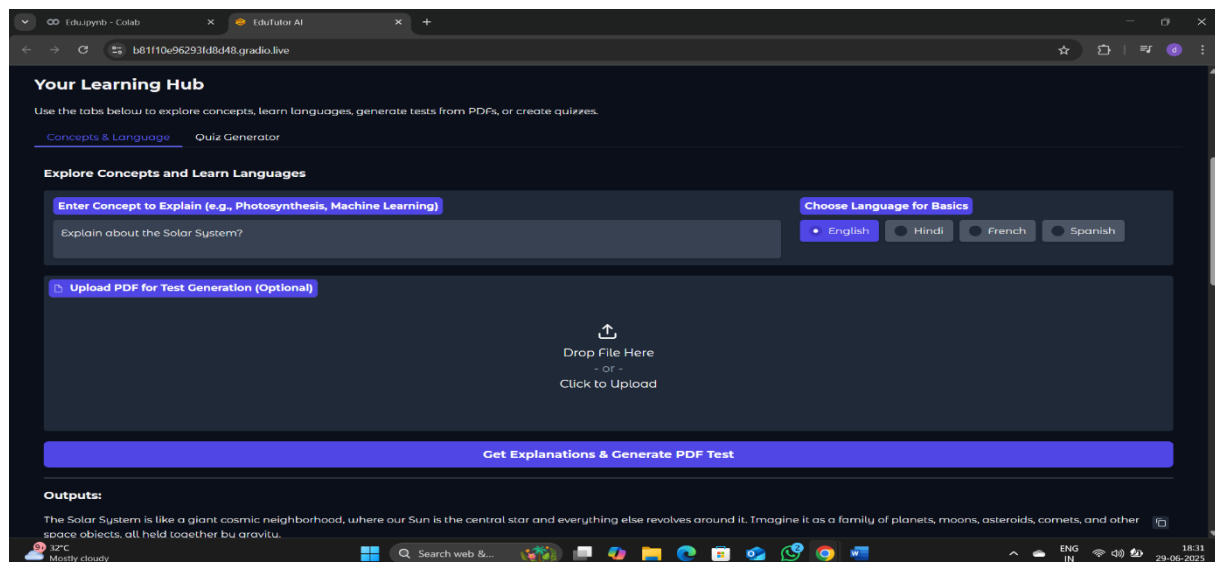 Edu.ipynb - Colab
EduTutor AI
b81f10e96293fd8d48.gradio.live
d
Your Learning Hub
Use the tabs below to explore concepts, learn languages, generate tests from PDFs, or create quizzes.
Concepts & Language Quiz Generator
Explore Concepts and Learn Languages
Enter Concept to Explain (e.g., Photosynthesis, Machine Learning)
Explain about the Solar System?
Choose Language for Basics
English Hindi French Spanish
Upload PDF for Test Generation (Optional)
Drop File Here
- or -
Click to Upload
Get Explanations & Generate PDF Test
Outputs:
The Solar System is like a giant cosmic neighborhood, where our Sun is the central star and everything else revolves around it. Imagine it as a family of planets, moons, asteroids, comets, and other
space objects, all held together by gravity.
32°C
Mostly cloudy
Search web &...
ENG
IN
18:31
29-06-2025